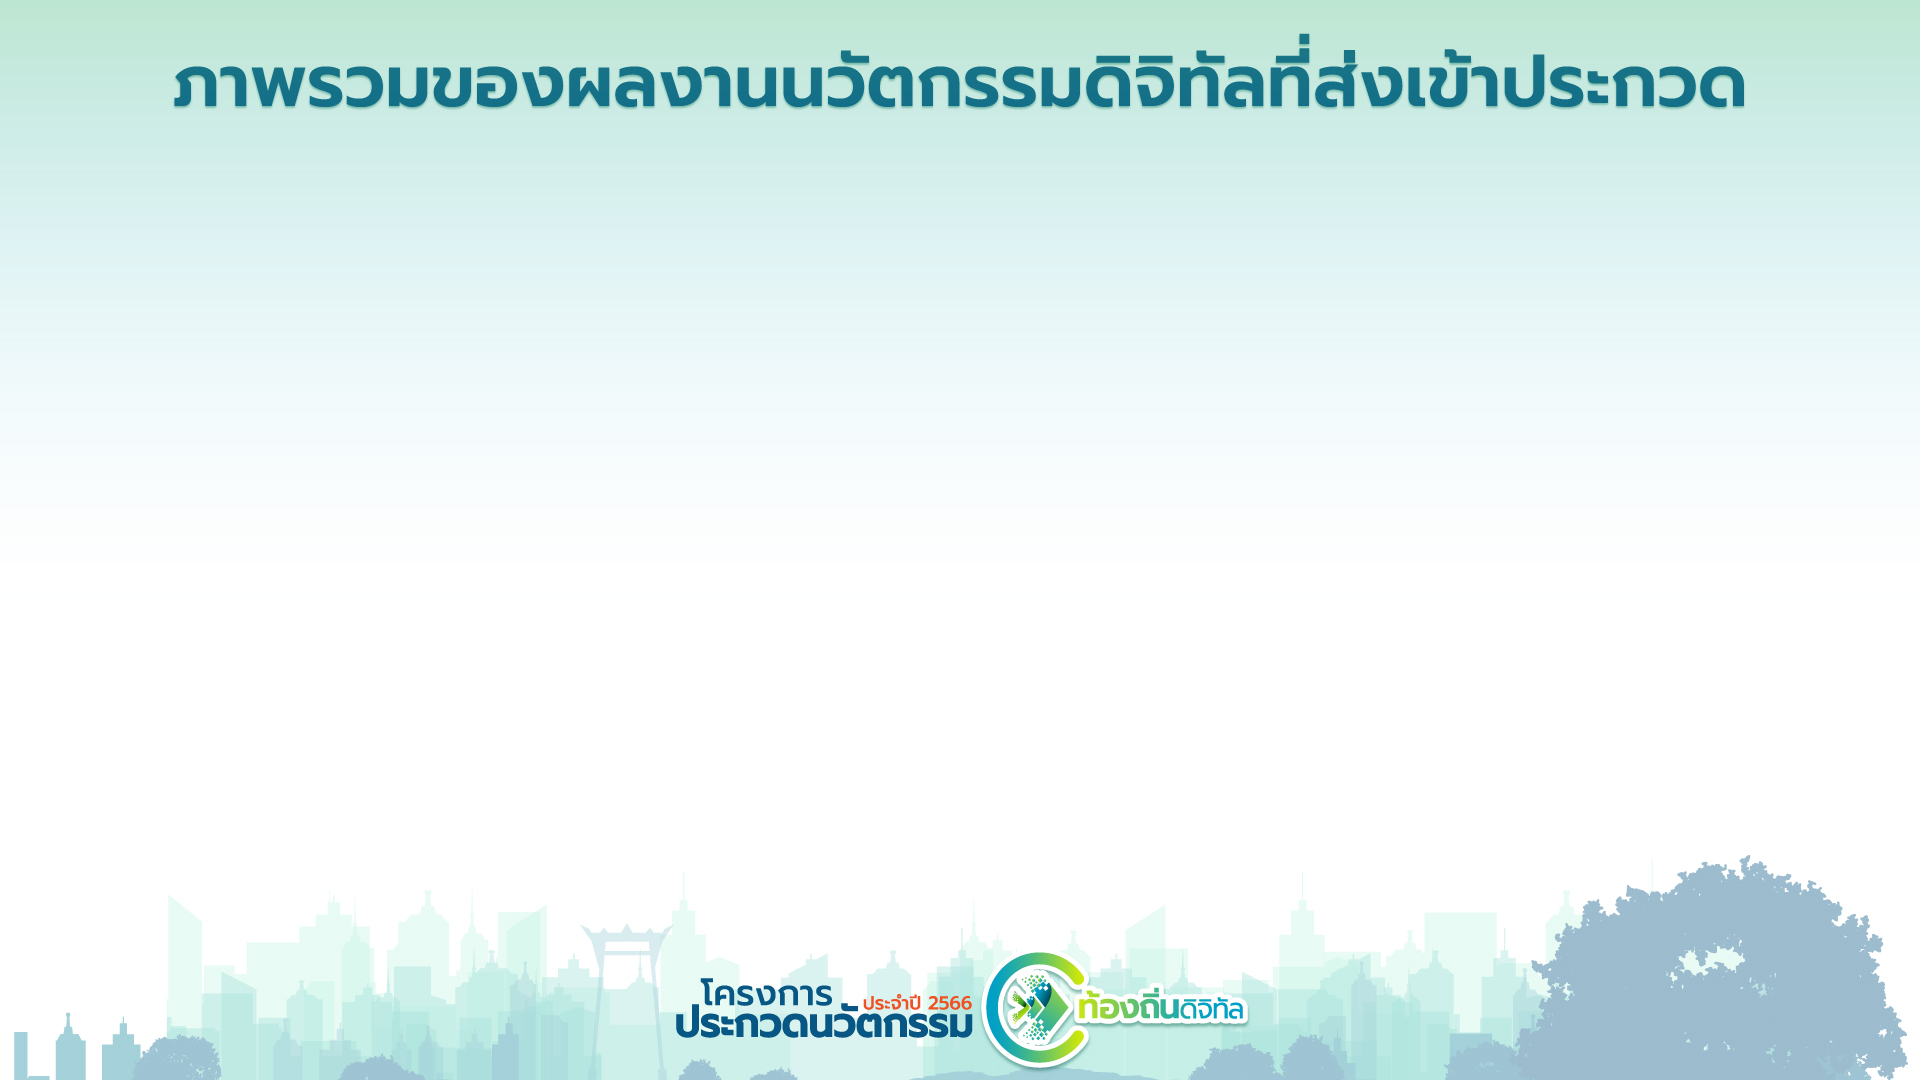 ภาพรวมของผลงานนวัตกรรมดิจิทัลที่ส่งเข้าประกวด
โครงการ
ประจำปี 2566
ประกวดนวัตกรรม
ท้องถิ่นดิจิทัล